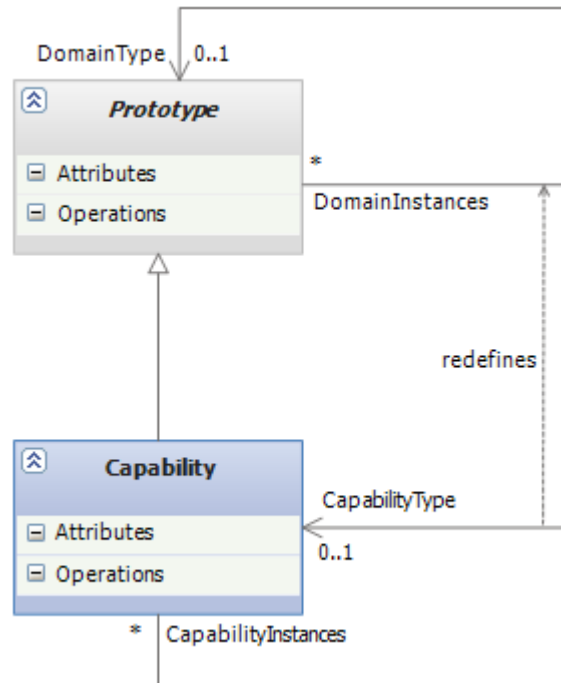 DomainType 0..1
Prototype
Attributes
*
Operations
DomainInstances
redefines
Capability
CapabilityType
Attributes
0..1
Operations
* CapabilityInstances